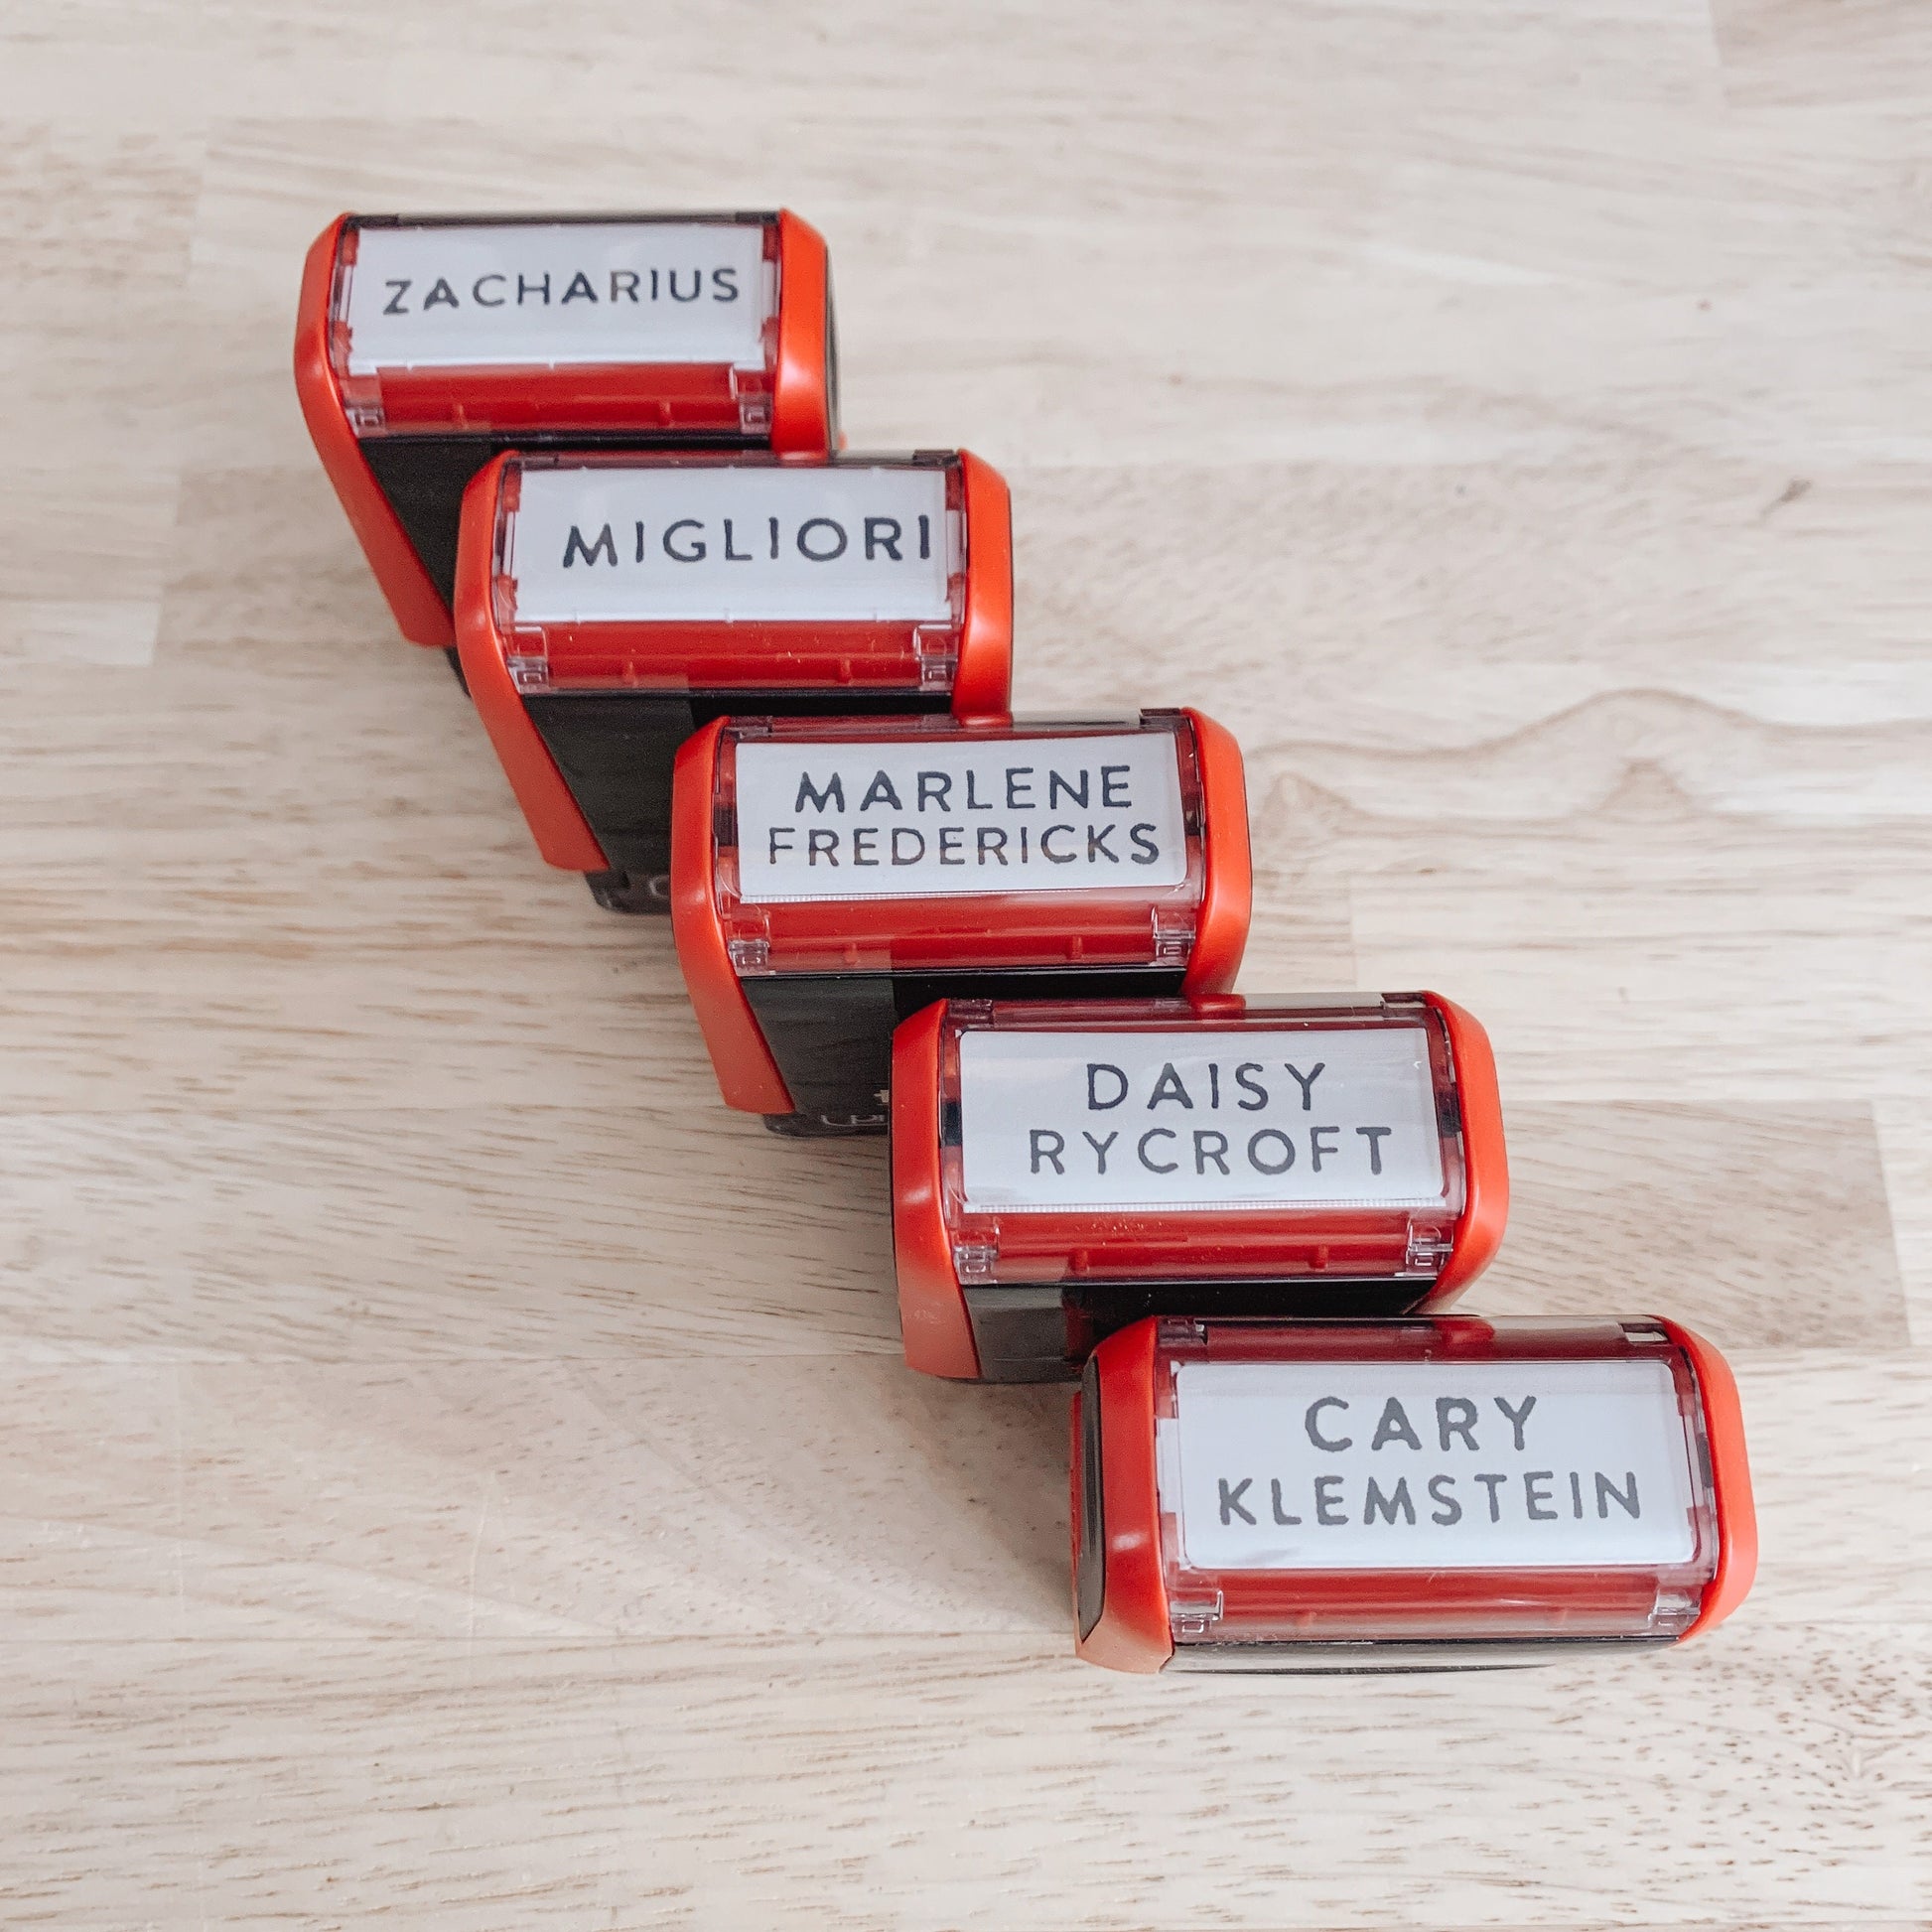 ZACHARIUS
MIGLIORI
MARLENE
FREDERICKS
DAISY
RYCROFT
CARY
KLEMSTEIN